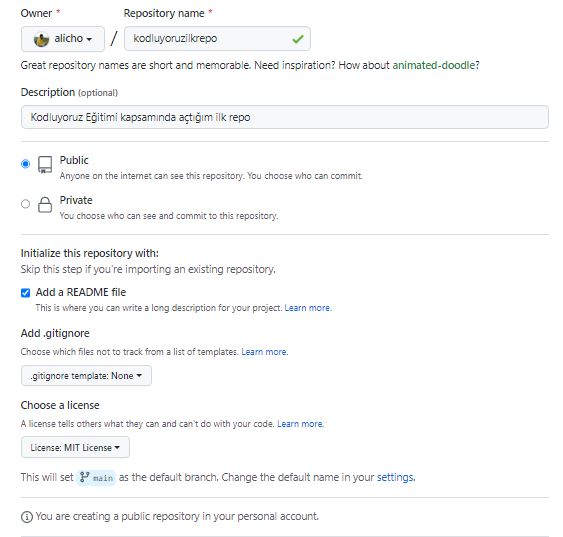 Owner * Repository name *
alicho / kodluyoruzilkrepo
Great repository names are short and memorable. Need inspiration? How about animated-doodle?
Description (optional)
Kodluyoruz Eğitimi kapsamında açtığım ilk repo
Public
Anyone on the internet can see this repository. You choose who can commit.
Private
You choose who can see and commit to this repository.
Initialize this repository with:
Skip this step if you're importing an existing repository.
Add a README file
This is where you can write a long description for your project. Learn more.
Add .gitignore
Choose which files not to track from a list of templates. Learn more.
.gitignore template: None
Choose a license
A license tells others what they can and can't do with your code. Learn more.
License: MIT License
This will set main as the default branch. Change the default name in your settings.
You are creating a public repository in your personal account.